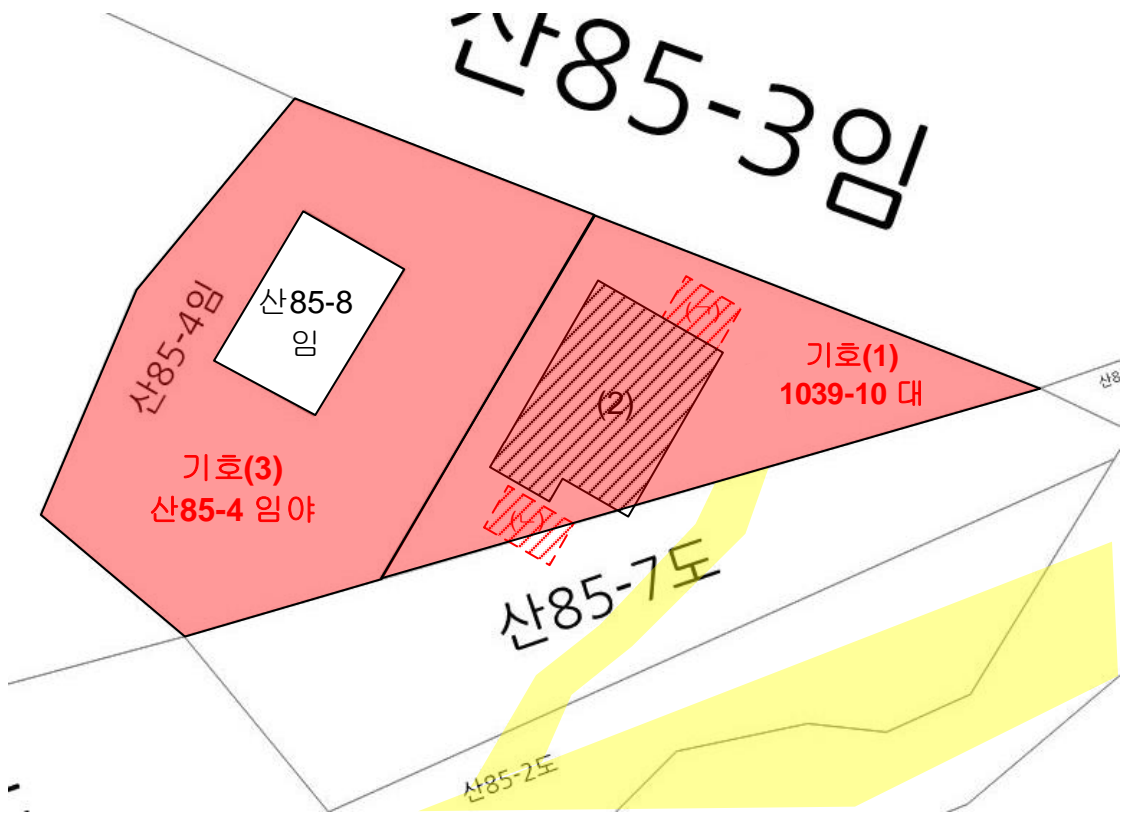 산85-3임
산85-8
임
산85-4임
기호(1)
1039-10 대
(2)
기호(3)
산85-4 임야
산85-7도
산85-2도